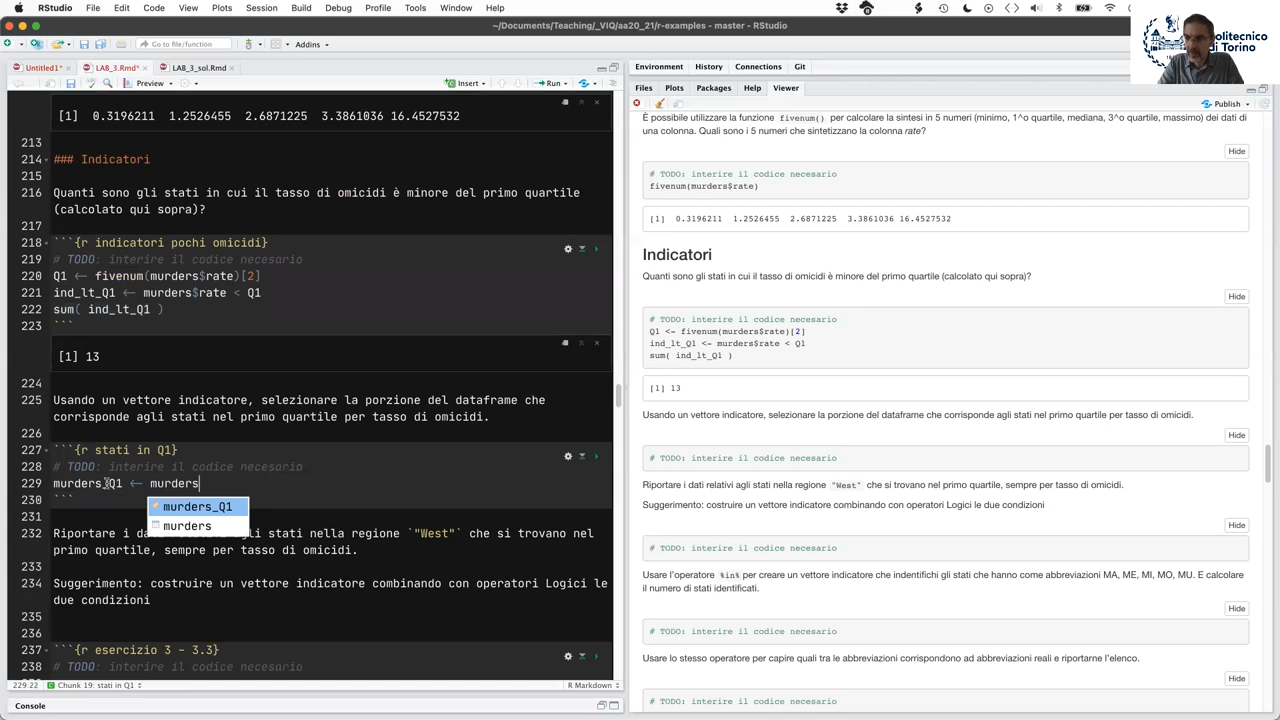 RStudio File Edit Code View Plots Session Build Debug Profile Tools Window Help
~/Documents/Teaching/_VIQ/aa20_21/r-examples - master - RStudio
Politecnico
di Torino
Go to file/function Addins
Untitled1* LAB_3.Rmd* LAB_3_sol.Rmd
Preview Insert Run
[1] 0.3196211 1.2526455 2.6871225 3.3861036 16.4527532
213
214 ### Indicatori
215
216 Quanti sono gli stati in cui il tasso di omicidi è minore del primo quartile
(calcolato qui sopra)?
217
218 ```{r indicatori pochi omicidi}
219 # TODO: interire il codice necesario
220 Q1 <- fivenum(murders$rate)[2]
221 ind_lt_Q1 <- murders$rate < Q1
222 sum( ind_lt_Q1 )
223 ```
[1] 13
224
225 Usando un vettore indicatore, selezionare la porzione del dataframe che
corrisponde agli stati nel primo quartile per tasso di omicidi.
226
227 ```{r stati in Q1}
228 # TODO: interire il codice necesario
229 murders_Q1 <- murders
230 ```
murders_Q1
murders
231
232 Riportare i da gli stati nella regione `"West"` che si trovano nel
primo quartile, sempre per tasso di omicidi.
233
234 Suggerimento: costruire un vettore indicatore combinando con operatori Logici le
due condizioni
235
236
237 ```{r esercizio 3 - 3.3}
238 # TODO: interire il codice necesario
229:22 Chunk 19: stati in Q1 R Markdown
Console
Environment History Connections Git
Files Plots Packages Help Viewer
Publish
È possibile utilizzare la funzione fivenum() per calcolare la sintesi in 5 numeri (minimo, 1^o quartile, mediana, 3^o quartile, massimo) dei dati di
una colonna. Quali sono i 5 numeri che sintetizzano la colonna rate?
Hide
# TODO: interire il codice necesario
fivenum(murders$rate)
[1] 0.3196211 1.2526455 2.6871225 3.3861036 16.4527532
Indicatori
Quanti sono gli stati in cui il tasso di omicidi è minore del primo quartile (calcolato qui sopra)?
Hide
# TODO: interire il codice necesario
Q1 <- fivenum(murders$rate)[2]
ind_lt_Q1 <- murders$rate < Q1
sum( ind_lt_Q1 )
[1] 13
Usando un vettore indicatore, selezionare la porzione del dataframe che corrisponde agli stati nel primo quartile per tasso di omicidi.
Hide
# TODO: interire il codice necesario
Riportare i dati relativi agli stati nella regione "West" che si trovano nel primo quartile, sempre per tasso di omicidi.
Suggerimento: costruire un vettore indicatore combinando con operatori Logici le due condizioni
Hide
# TODO: interire il codice necesario
Usare l'operatore %in% per creare un vettore indicatore che indentifichi gli stati che hanno come abbreviazioni MA, ME, MI, MO, MU. E calcolare
il numero di stati identificati.
Hide
# TODO: interire il codice necesario
Usare lo stesso operatore per capire quali tra le abbreviazioni corrispondono ad abbreviazioni reali e riportarne l'elenco.
Hide
# TODO: interire il codice necesario